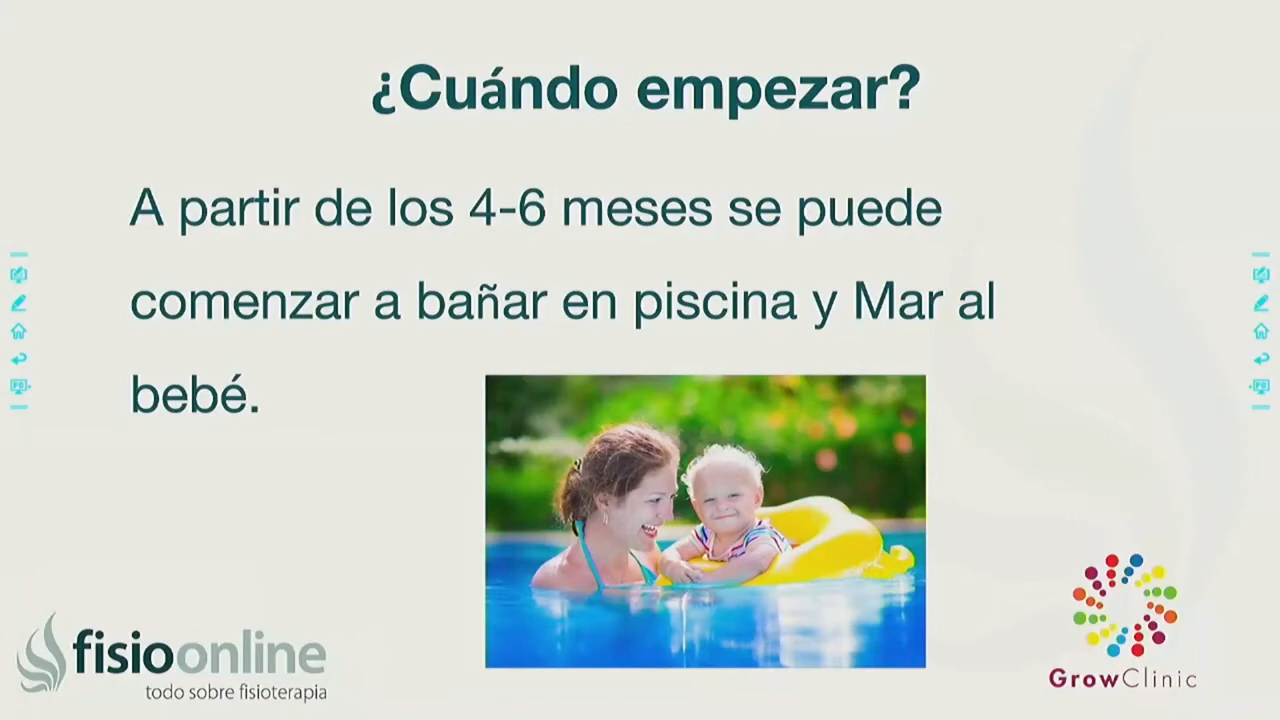 ¿Cuándo empezar?
A partir de los 4-6 meses se puede
comenzar a bañar en piscina y Mar al
bebé.
fisioonline
todo sobre fisioterapia
GrowClinic